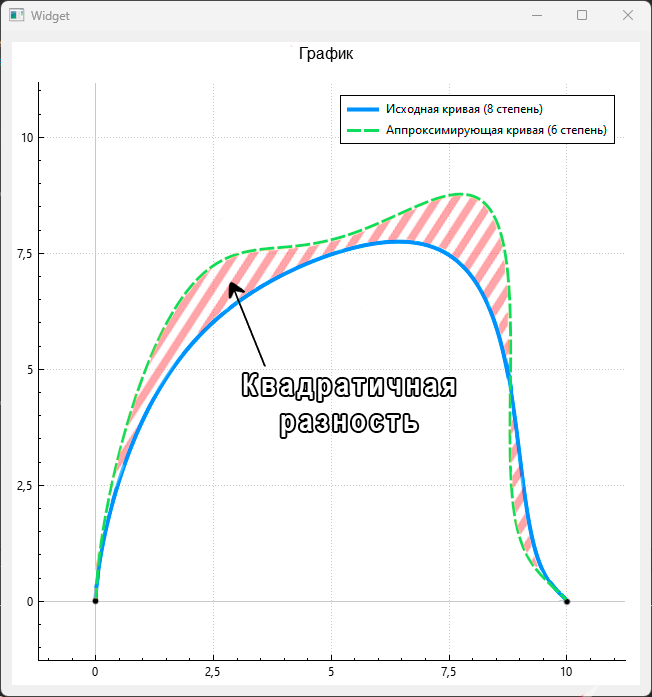 Widget
График
Исходная кривая (8 степень)
Аппроксимирующая кривая (6 степень)
10
7,5
5
2,5
0
Квадратичная
разность
0
2,5
5
7,5
10